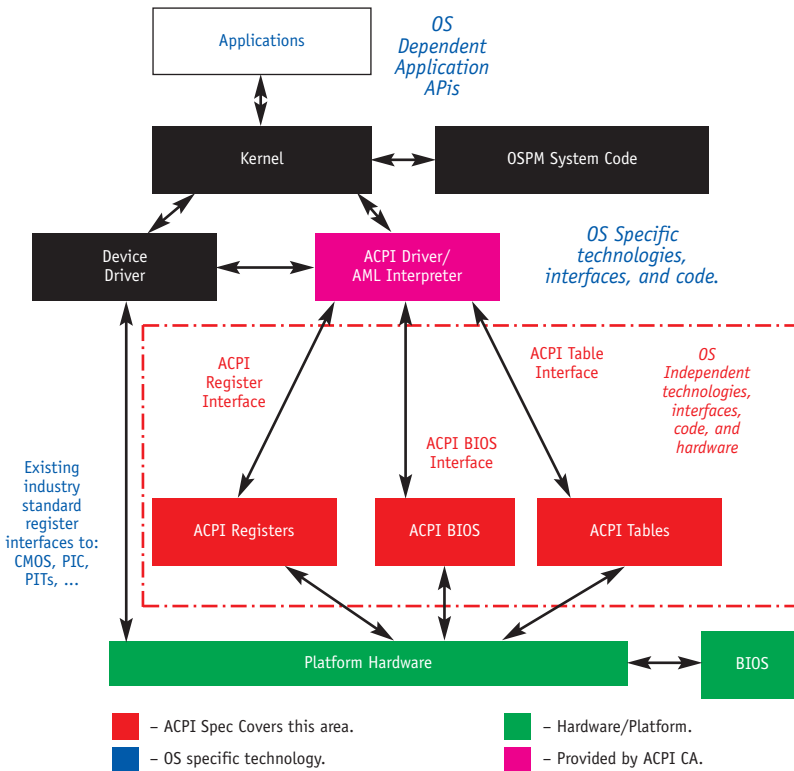 Applications
OS
Dependent
Application
APis
Kernel
OSPM System Code
Device
Driver
ACPI Driver/
AML Interpreter
OS Specific
technologies,
interfaces, and code.
ACPI
Register
Interface
ACPI Table
Interface
OS
Independent
technologies,
interfaces,
code, and
hardware
ACPI BIOS
Interface
Existing
industry
standard
register
interfaces to:
CMOS, PIC,
PITs, ...
ACPI Registers
ACPI BIOS
ACPI Tables
Platform Hardware
BIOS
– ACPI Spec Covers this area.
– OS specific technology.
– Hardware/Platform.
– Provided by ACPI CA.